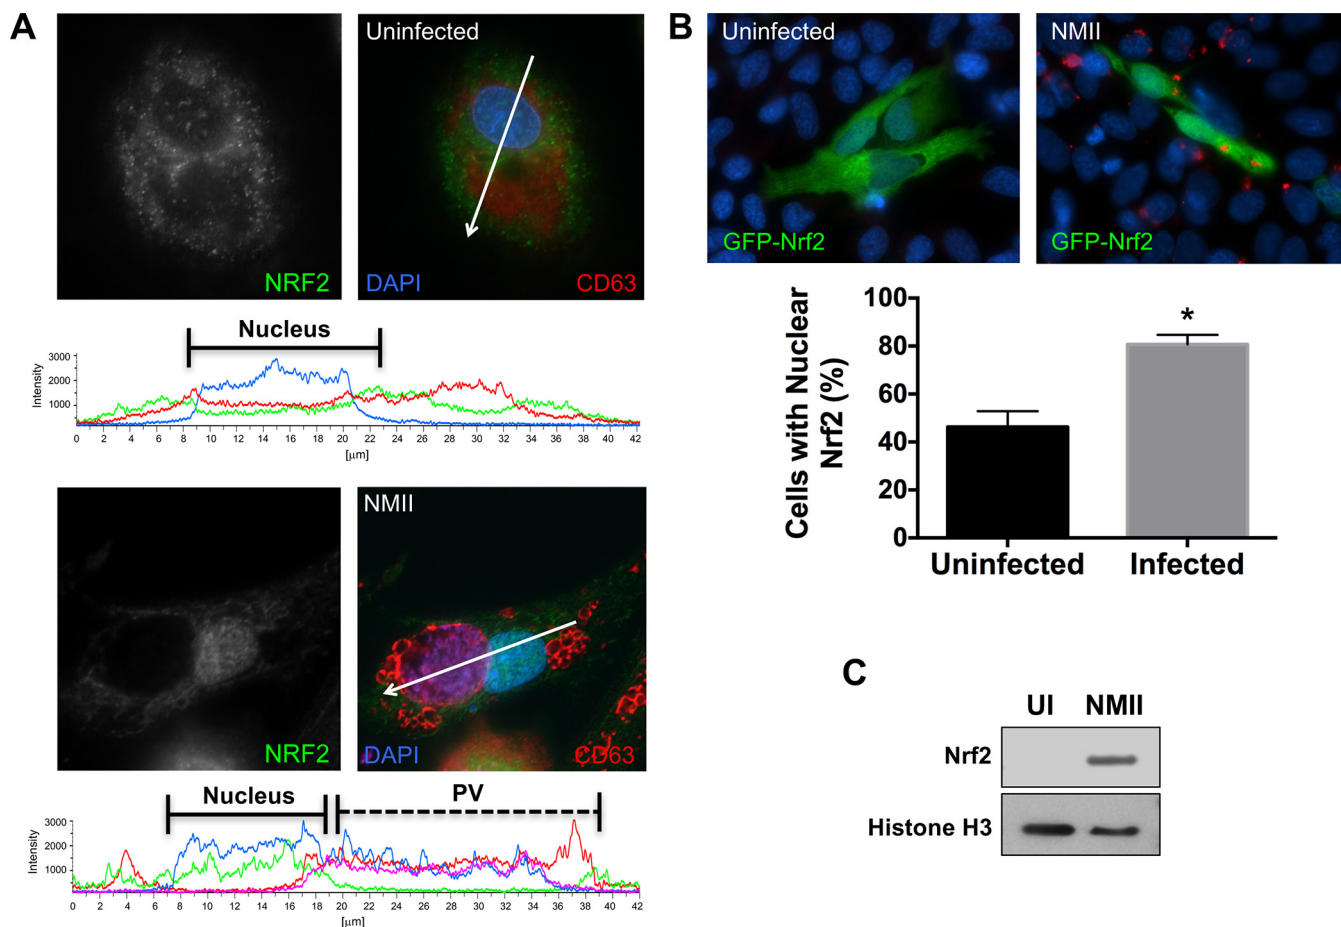 A
Uninfected
NRF2
DAPI
CD63
Nucleus
Intensity
3000
2000
1000
0 2 4 6 8 10 12 14 16 18 20 22 24 26 28 30 32 34 36 38 40 42
[µm]
NMII
NRF2
DAPI
CD63
Nucleus
PV
Intensity
3000
2000
1000
0 2 4 6 8 10 12 14 16 18 20 22 24 26 28 30 32 34 36 38 40 42
[µm]
B
Uninfected
GFP-Nrf2
NMII
GFP-Nrf2
Cells with Nuclear
Nrf2 (%)
100
80
60
40
20
0
*
Uninfected
Infected
C
UI
NMII
Nrf2
Histone H3